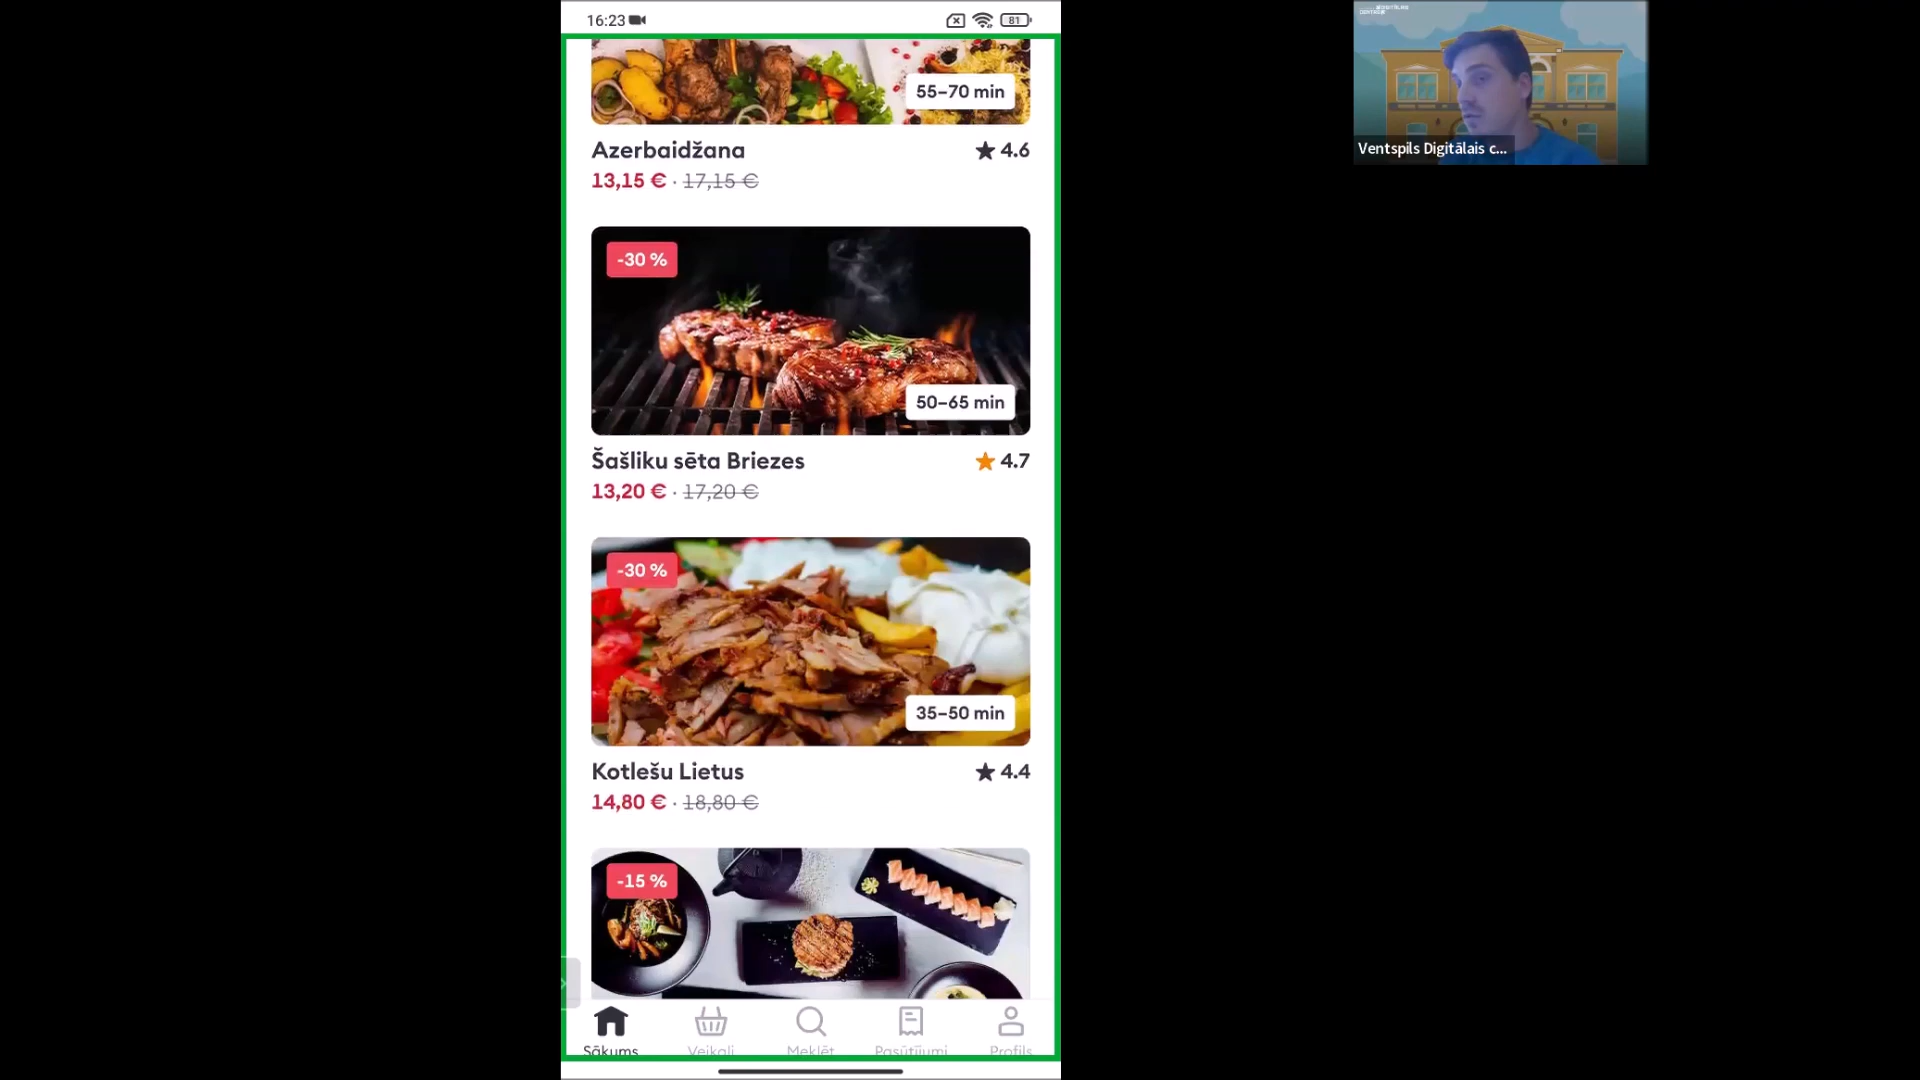 16:23
81
55–70 min
Azerbaidžana
4.6
13,15 € · 17,15 €
-30 %
50–65 min
Šašliku sēta Briezes
4.7
13,20 € · 17,20 €
-30 %
35–50 min
Kotlešu Lietus
4.4
14,80 € · 18,80 €
-15 %
Sākums
Veikali
Meklēt
Pasūtījumi
Profils
Ventspils Digitālais c...